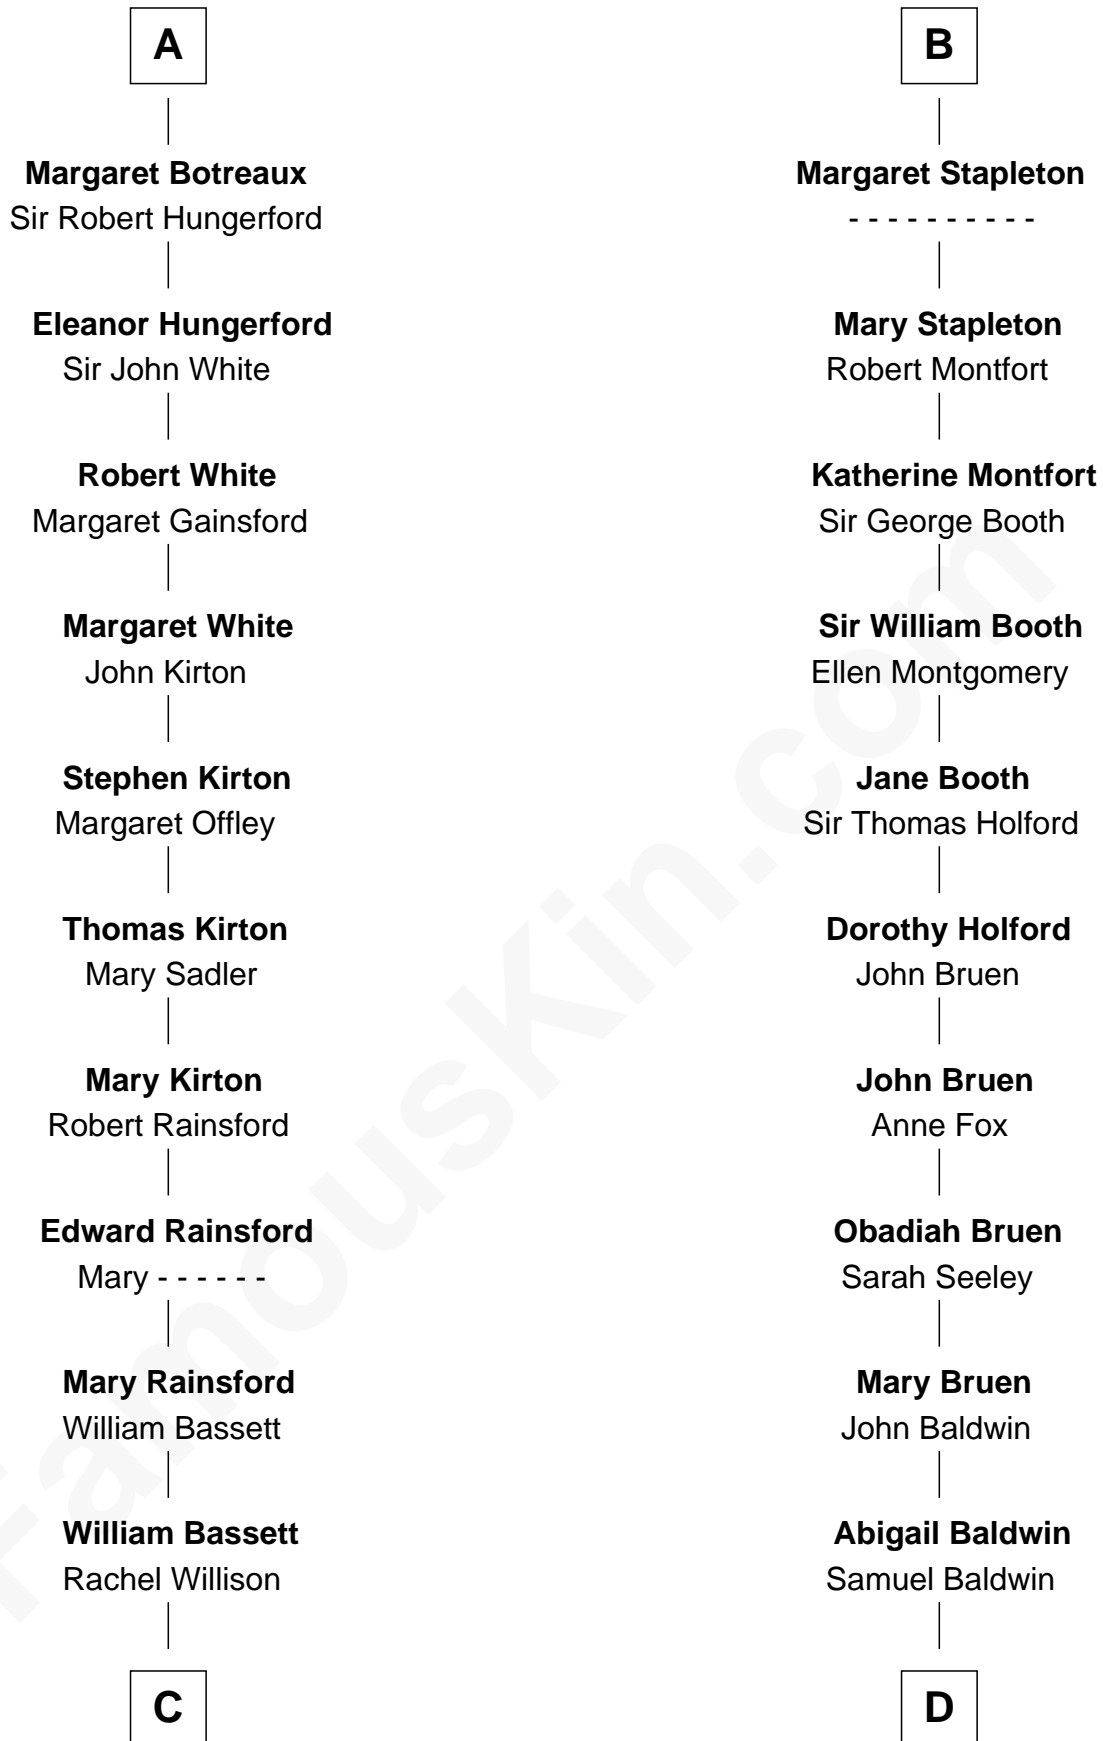 A
Margaret Botreaux
Sir Robert Hungerford
Eleanor Hungerford
Sir John White
Robert White
Margaret Gainsford
Margaret White
John Kirton
Stephen Kirton
Margaret Offley
Thomas Kirton
Mary Sadler
Mary Kirton
Robert Rainsford
Edward Rainsford
Mary - - - - - -
Mary Rainsford
William Bassett
William Bassett
Rachel Willison
C
B
Margaret Stapleton
- - - - - - - - - -
Mary Stapleton
Robert Montfort
Katherine Montfort
Sir George Booth
Sir William Booth
Ellen Montgomery
Jane Booth
Sir Thomas Holford
Dorothy Holford
John Bruen
John Bruen
Anne Fox
Obadiah Bruen
Sarah Seeley
Mary Bruen
John Baldwin
Abigail Baldwin
Samuel Baldwin
D
FamousKin.com